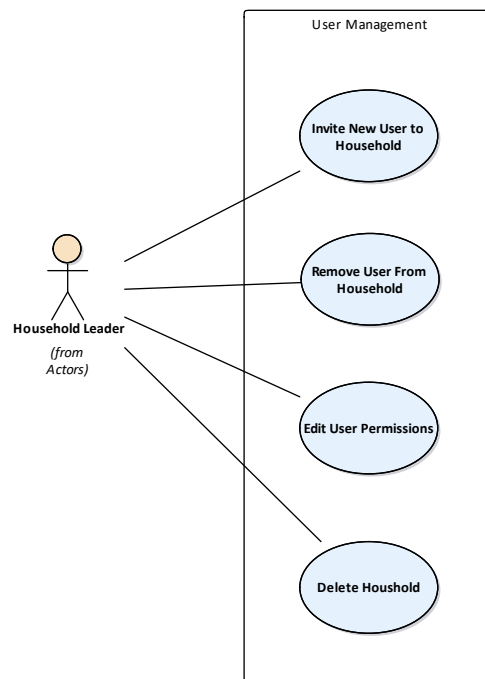 User Management
Invite New User to
Household
Remove User From
Household
Household Leader
(from
Actors)
Edit User Permissions
Delete Houshold